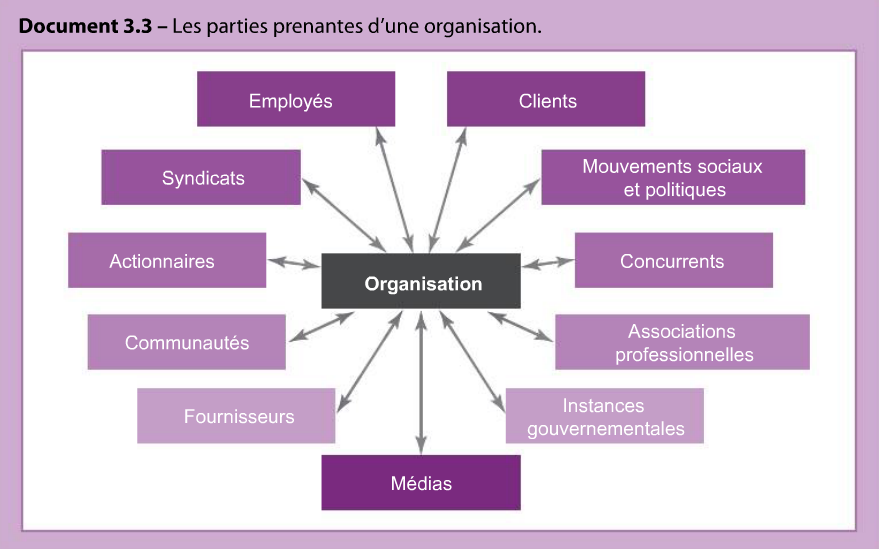 Document 3.3 – Les parties prenantes d’une organisation.
Employés
Clients
Syndicats
Mouvements sociaux
et politiques
Actionnaires
Concurrents
Organisation
Communautés
Associations
professionnelles
Fournisseurs
Instances
gouvernementales
Médias